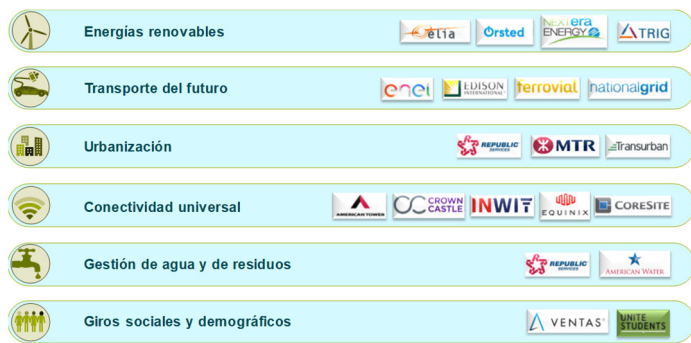 Energías renovables
elia Ørsted NEXTera ENERGY TRIG
Transporte del futuro
enel EDISON INTERNATIONAL ferrovial nationalgrid
Urbanización
REPUBLIC SERVICES MTR Transurban
Conectividad universal
AMERICAN TOWER CC CROWN CASTLE INWIT EQUINIX CORESITE
Gestión de agua y de residuos
REPUBLIC SERVICES AMERICAN WATER
Giros sociales y demográficos
VENTAS UNITE STUDENTS